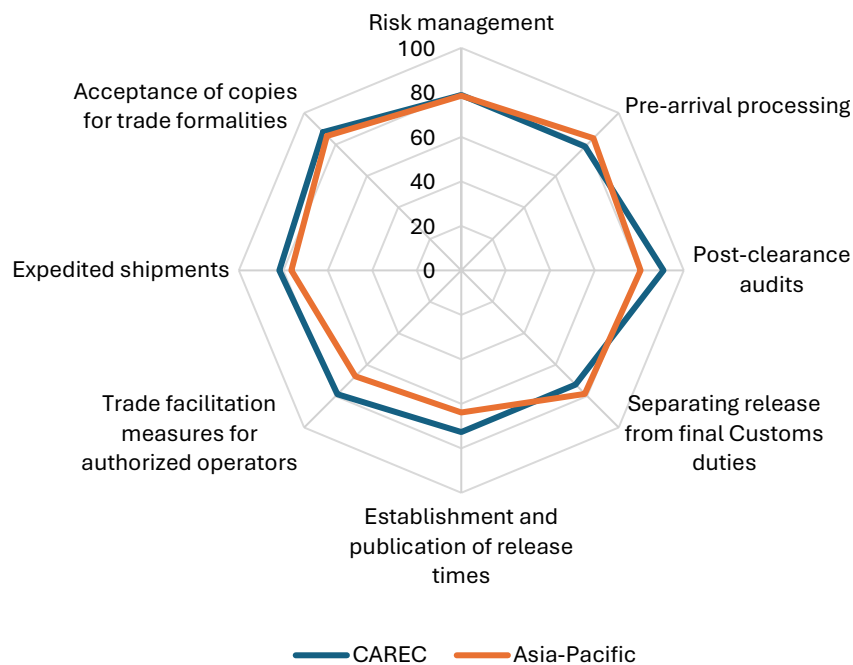 Risk management
100
80
60
40
20
0
Pre-arrival processing
Post-clearance
audits
Separating release
from final Customs
duties
Establishment and
publication of release
times
Trade facilitation
measures for
authorized operators
Expedited shipments
Acceptance of copies
for trade formalities
CAREC
Asia-Pacific